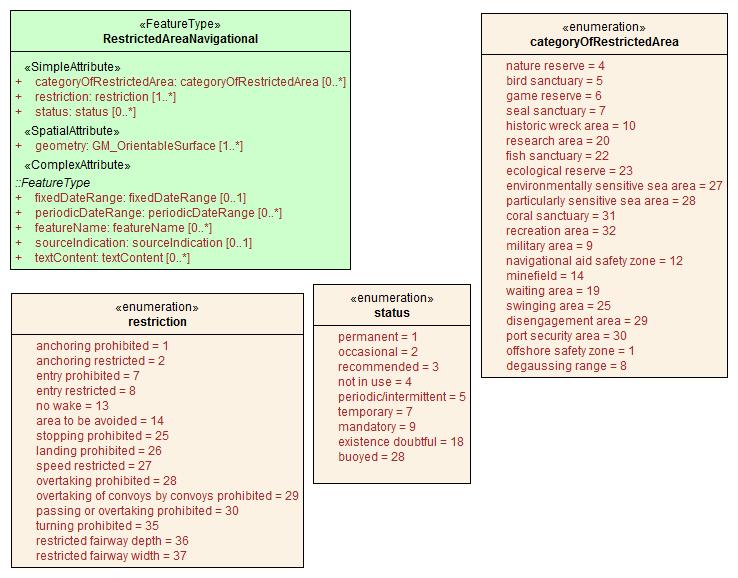 «FeatureType»
RestrictedAreaNavigational
«SimpleAttribute»
+ categoryOfRestrictedArea: categoryOfRestrictedArea [0..*]
+ restriction: restriction [1..*]
+ status: status [0..*]
«SpatialAttribute»
+ geometry: GM_OrientableSurface [1..*]
«ComplexAttribute»
::FeatureType
+ fixedDateRange: fixedDateRange [0..1]
+ periodicDateRange: periodicDateRange [0..*]
+ featureName: featureName [0..*]
+ sourceIndication: sourceIndication [0..1]
+ textContent: textContent [0..*]
«enumeration»
categoryOfRestrictedArea
nature reserve = 4
bird sanctuary = 5
game reserve = 6
seal sanctuary = 7
historic wreck area = 10
research area = 20
fish sanctuary = 22
ecological reserve = 23
environmentally sensitive sea area = 27
particularly sensitive sea area = 28
coral sanctuary = 31
recreation area = 32
military area = 9
navigational aid safety zone = 12
minefield = 14
waiting area = 19
swinging area = 25
disengagement area = 29
port security area = 30
offshore safety zone = 1
degaussing range = 8
«enumeration»
restriction
anchoring prohibited = 1
anchoring restricted = 2
entry prohibited = 7
entry restricted = 8
no wake = 13
area to be avoided = 14
stopping prohibited = 25
landing prohibited = 26
speed restricted = 27
overtaking prohibited = 28
overtaking of convoys by convoys prohibited = 29
passing or overtaking prohibited = 30
turning prohibited = 35
restricted fairway depth = 36
restricted fairway width = 37
«enumeration»
status
permanent = 1
occasional = 2
recommended = 3
not in use = 4
periodic/intermittent = 5
temporary = 7
mandatory = 9
existence doubtful = 18
buoyed = 28